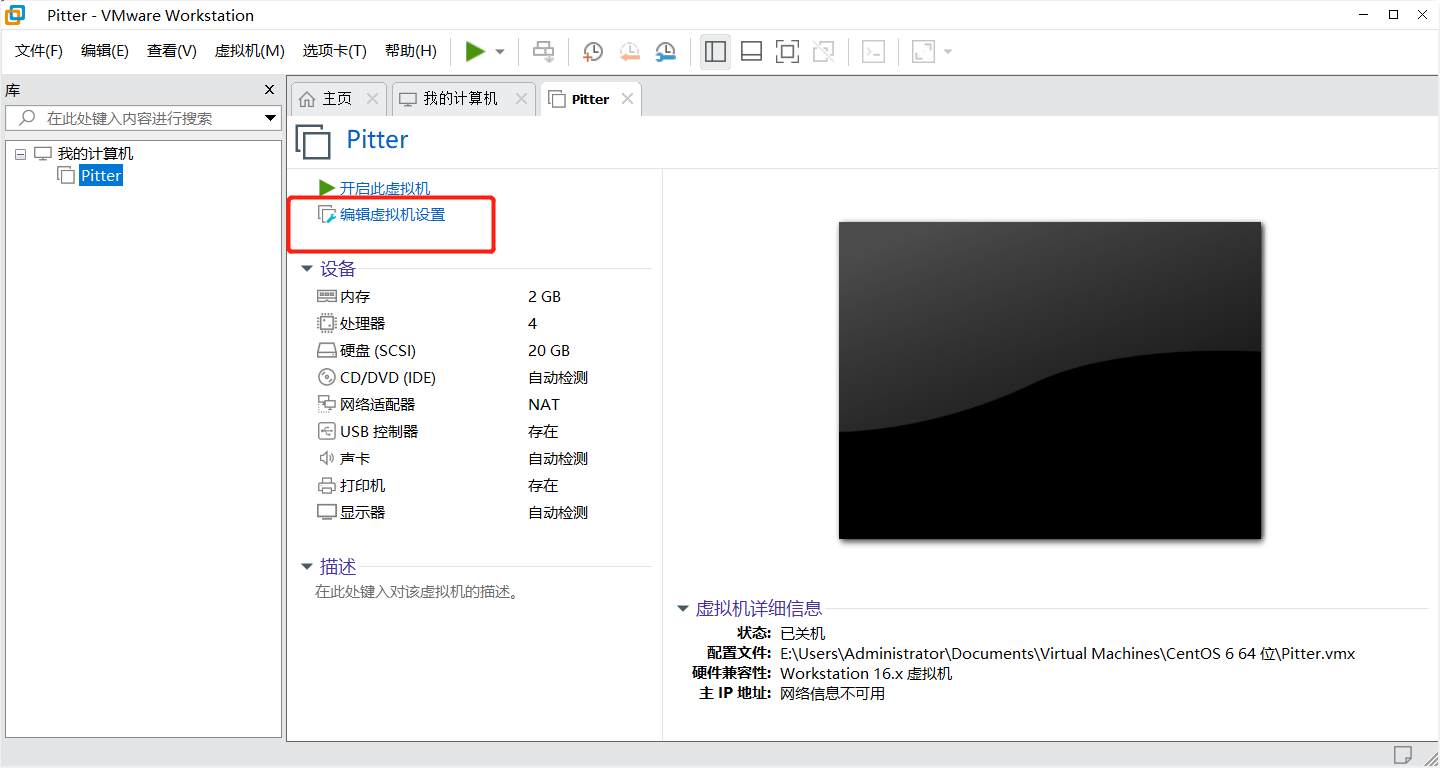 Pitter - VMware Workstation
文件(F) 编辑(E) 查看(V) 虚拟机(M) 选项卡(T) 帮助(H)
库
在此处键入内容进行搜索
我的计算机
Pitter
主页 我的计算机 Pitter
Pitter
开启此虚拟机
编辑虚拟机设置
设备
内存 2 GB
处理器 4
硬盘 (SCSI) 20 GB
CD/DVD (IDE) 自动检测
网络适配器 NAT
USB 控制器 存在
声卡 自动检测
打印机 存在
显示器 自动检测
描述
在此处键入对该虚拟机的描述。
虚拟机详细信息
状态: 已关机
配置文件: E:\Users\Administrator\Documents\Virtual Machines\CentOS 6 64 位\Pitter.vmx
硬件兼容性: Workstation 16.x 虚拟机
主 IP 地址: 网络信息不可用